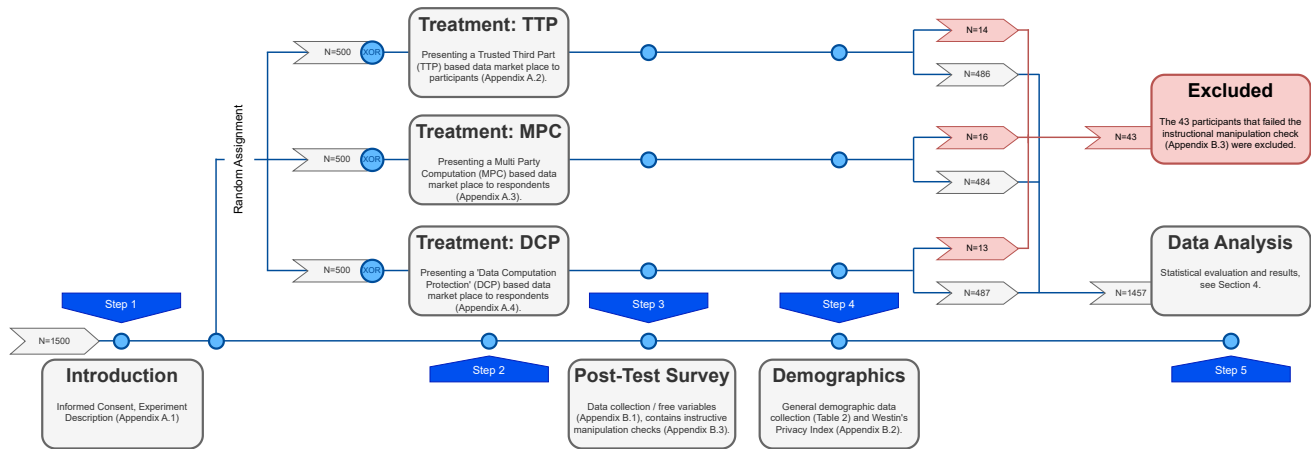 Treatment: TTP
Presenting a Trusted Third Part
(TTP) based data market place to
participants (Appendix A.2).
N=500
XOR
N=14
N=486
Excluded
The 43 participants that failed the
instructional manipulation check
(Appendix B.3) were excluded.
N=43
Random Assignment
Treatment: MPC
Presenting a Multi Party
Computation (MPC) based data
market place to respondents
(Appendix A.3).
N=500
XOR
N=16
N=484
Treatment: DCP
Presenting a 'Data Computation
Protection' (DCP) based data
market place to respondents
(Appendix A.4).
N=500
XOR
N=13
N=487
N=1457
Data Analysis
Statistical evaluation and results,
see Section 4.
Step 1
Step 3
Step 4
N=1500
Step 2
Step 5
Introduction
Informed Consent, Experiment
Description (Appendix A.1)
Post-Test Survey
Data collection / free variables
(Appendix B.1), contains instructive
manipulation checks (Appendix B.3).
Demographics
General demographic data
collection (Table 2) and Westin's
Privacy Index (Appendix B.2).